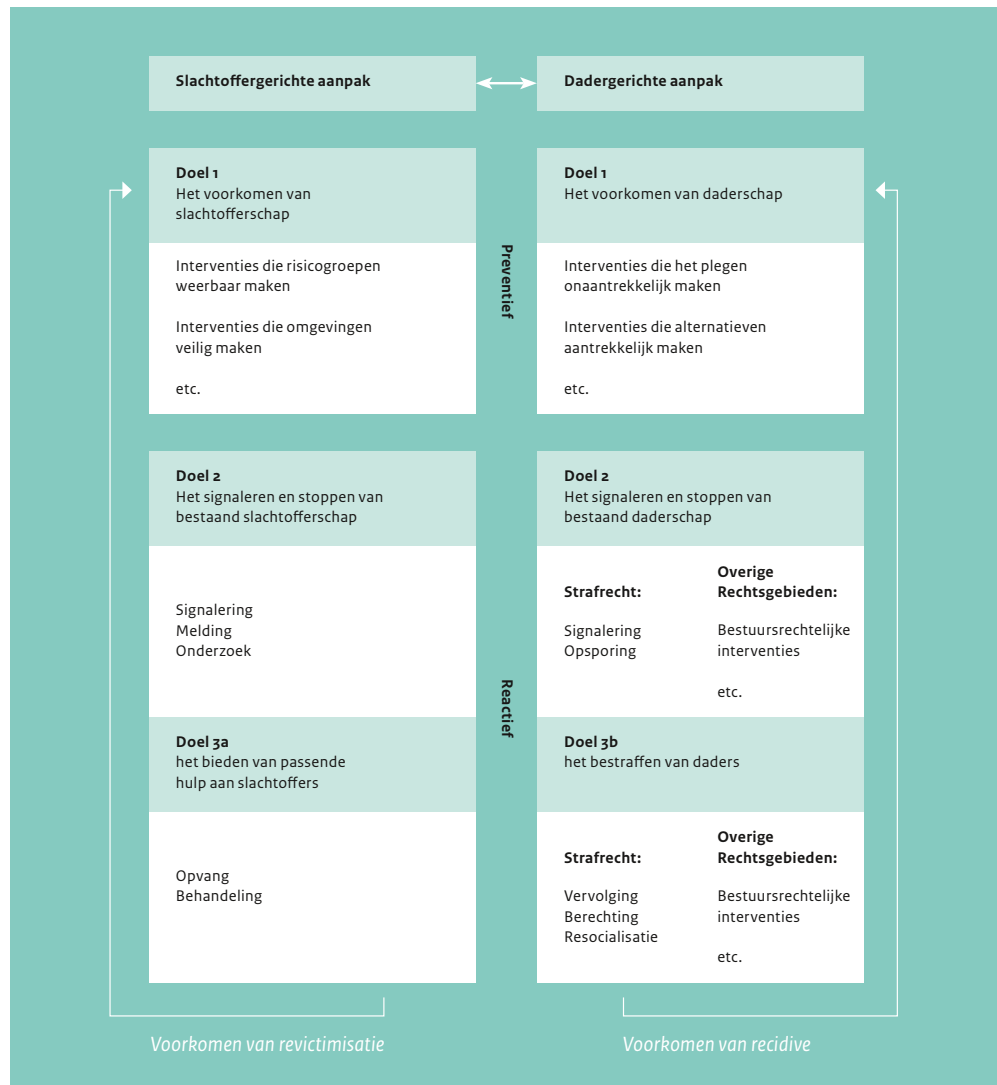 Slachtoffergerichte aanpak
Dadergerichte aanpak
Doel 1
Het voorkomen van
slachtofferschap
Interventies die risicogroepen
weerbaar maken
Interventies die omgevingen
veilig maken
etc.
Preventief
Doel 1
Het voorkomen van daderschap
Interventies die het plegen
onaantrekkelijk maken
Interventies die alternatieven
aantrekkelijk maken
etc.
Doel 2
Het signaleren en stoppen van
bestaand slachtofferschap
Signalering
Melding
Onderzoek
Reactief
Doel 2
Het signaleren en stoppen van
bestaand daderschap
Strafrecht:
Signalering
Opsporing
Overige
Rechtsgebieden:
Bestuursrechtelijke
interventies
etc.
Doel 3a
het bieden van passende
hulp aan slachtoffers
Opvang
Behandeling
Doel 3b
het bestraffen van daders
Strafrecht:
Vervolging
Berechting
Resocialisatie
Overige
Rechtsgebieden:
Bestuursrechtelijke
interventies
etc.
Voorkomen van revictimisatie
Voorkomen van recidive